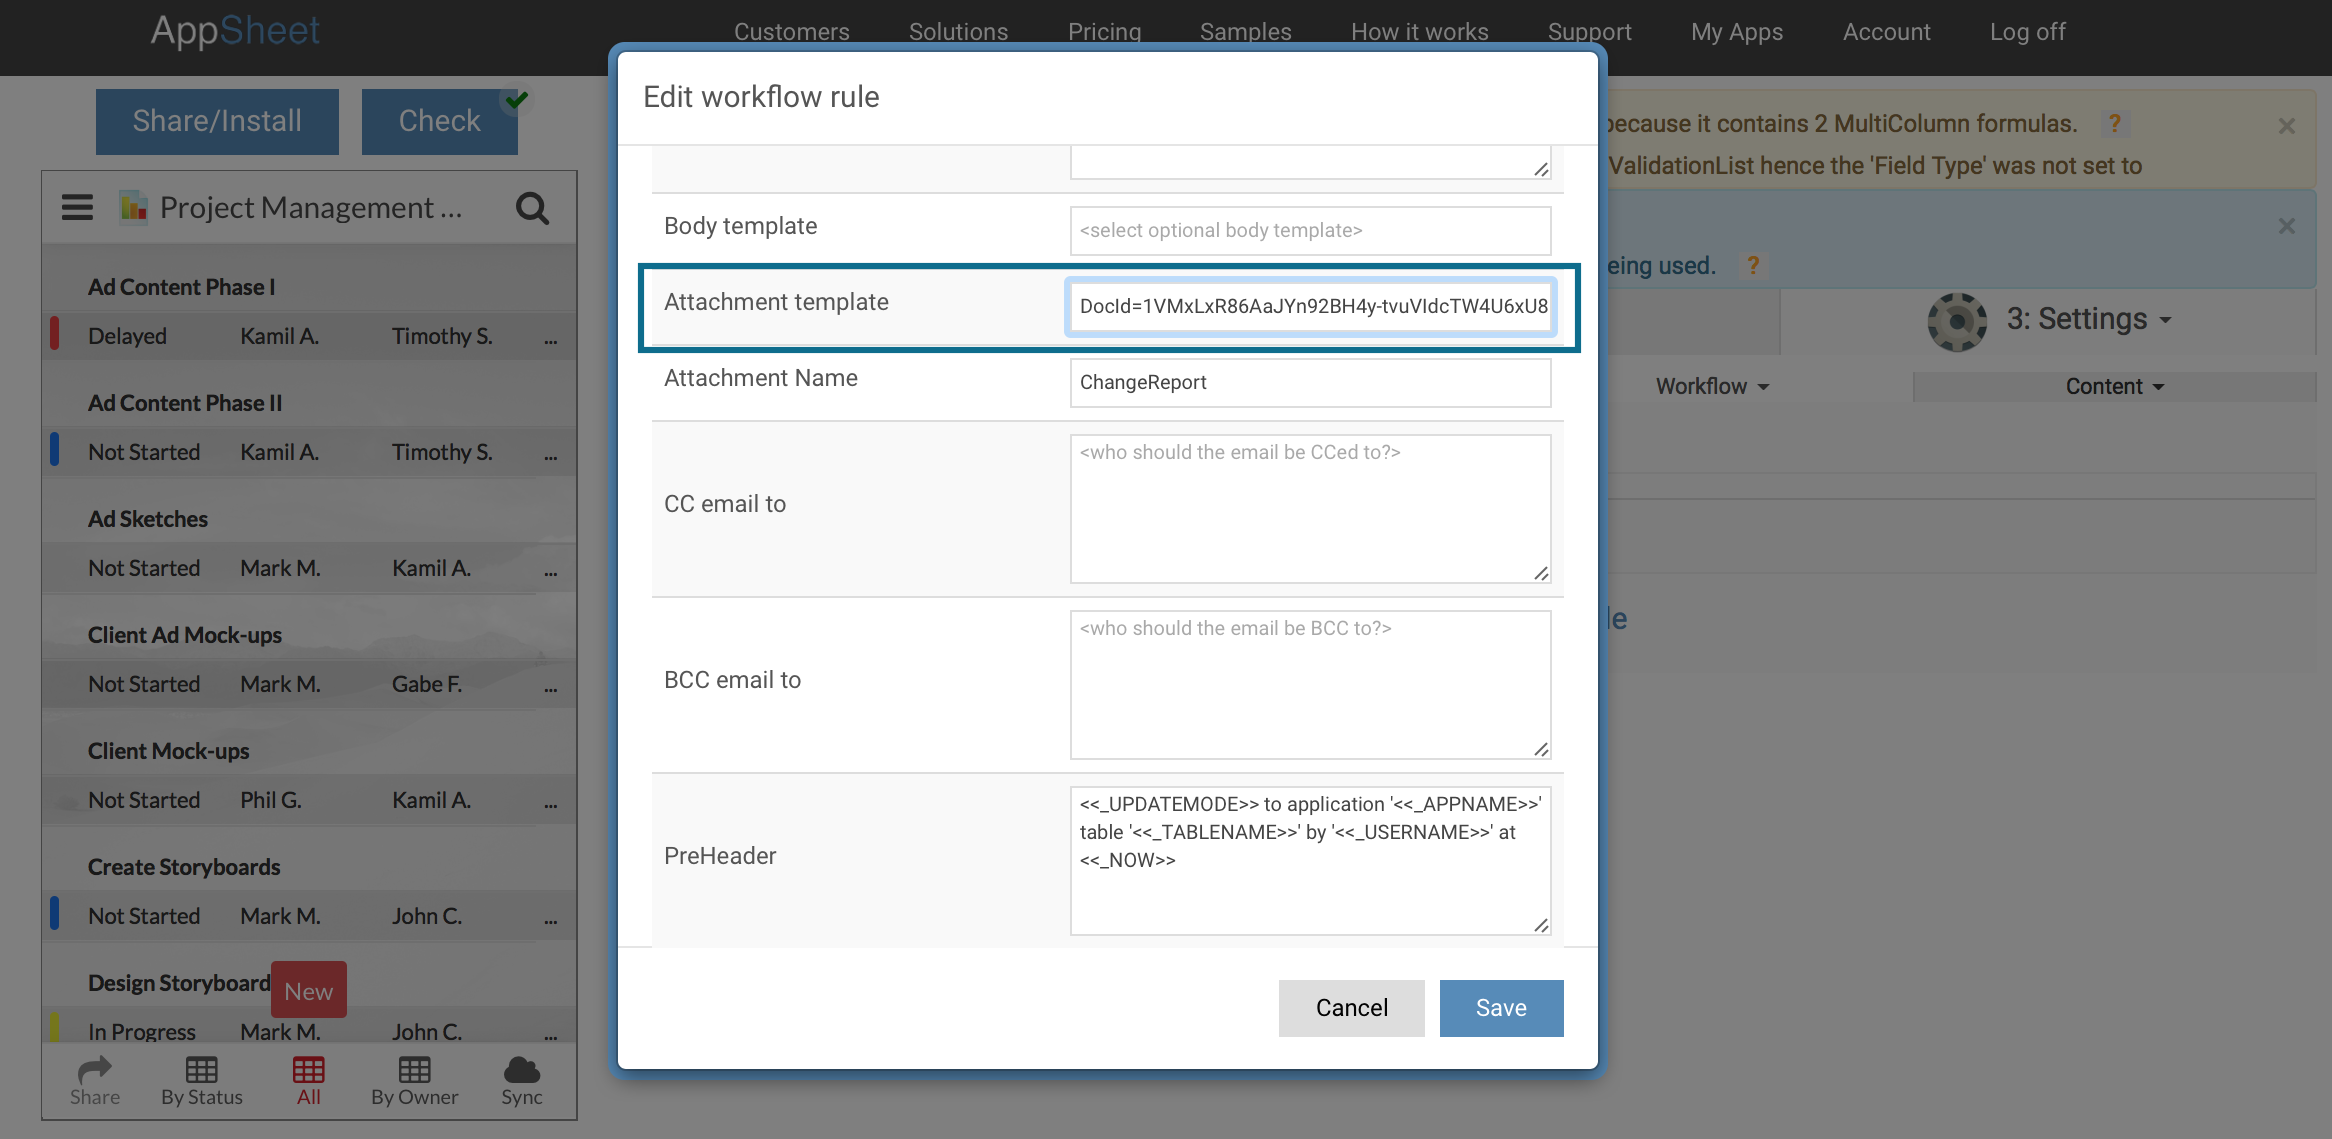 AppSheet
Customers Solutions Pricing Samples How it works Support My Apps Account Log off
Share/Install Check
Project Management ...
Ad Content Phase I
Delayed Kamil A. Timothy S. ...
Ad Content Phase II
Not Started Kamil A. Timothy S. ...
Ad Sketches
Not Started Mark M. Kamil A. ...
Client Ad Mock-ups
Not Started Mark M. Gabe F. ...
Client Mock-ups
Not Started Phil G. Kamil A. ...
Create Storyboards
Not Started Mark M. John C. ...
Design Storyboard
New
In Progress Mark M. John C. ...
Share By Status All By Owner Sync
Edit workflow rule
Body template <select optional body template>
Attachment template DocId=1VMxLxR86AaJYn92BH4y-tvuVIdcTW4U6xU8
Attachment Name ChangeReport
CC email to <who should the email be CCed to?>
BCC email to <who should the email be BCC to?>
PreHeader
<<_UPDATEMODE>> to application '<<_APPNAME>>'
table '<<_TABLENAME>>' by '<<_USERNAME>>' at
<<_NOW>>
Cancel Save
because it contains 2 MultiColumn formulas. ? ×
ValidationList hence the 'Field Type' was not set to
×
eing used. ?
3: Settings
Workflow Content
le